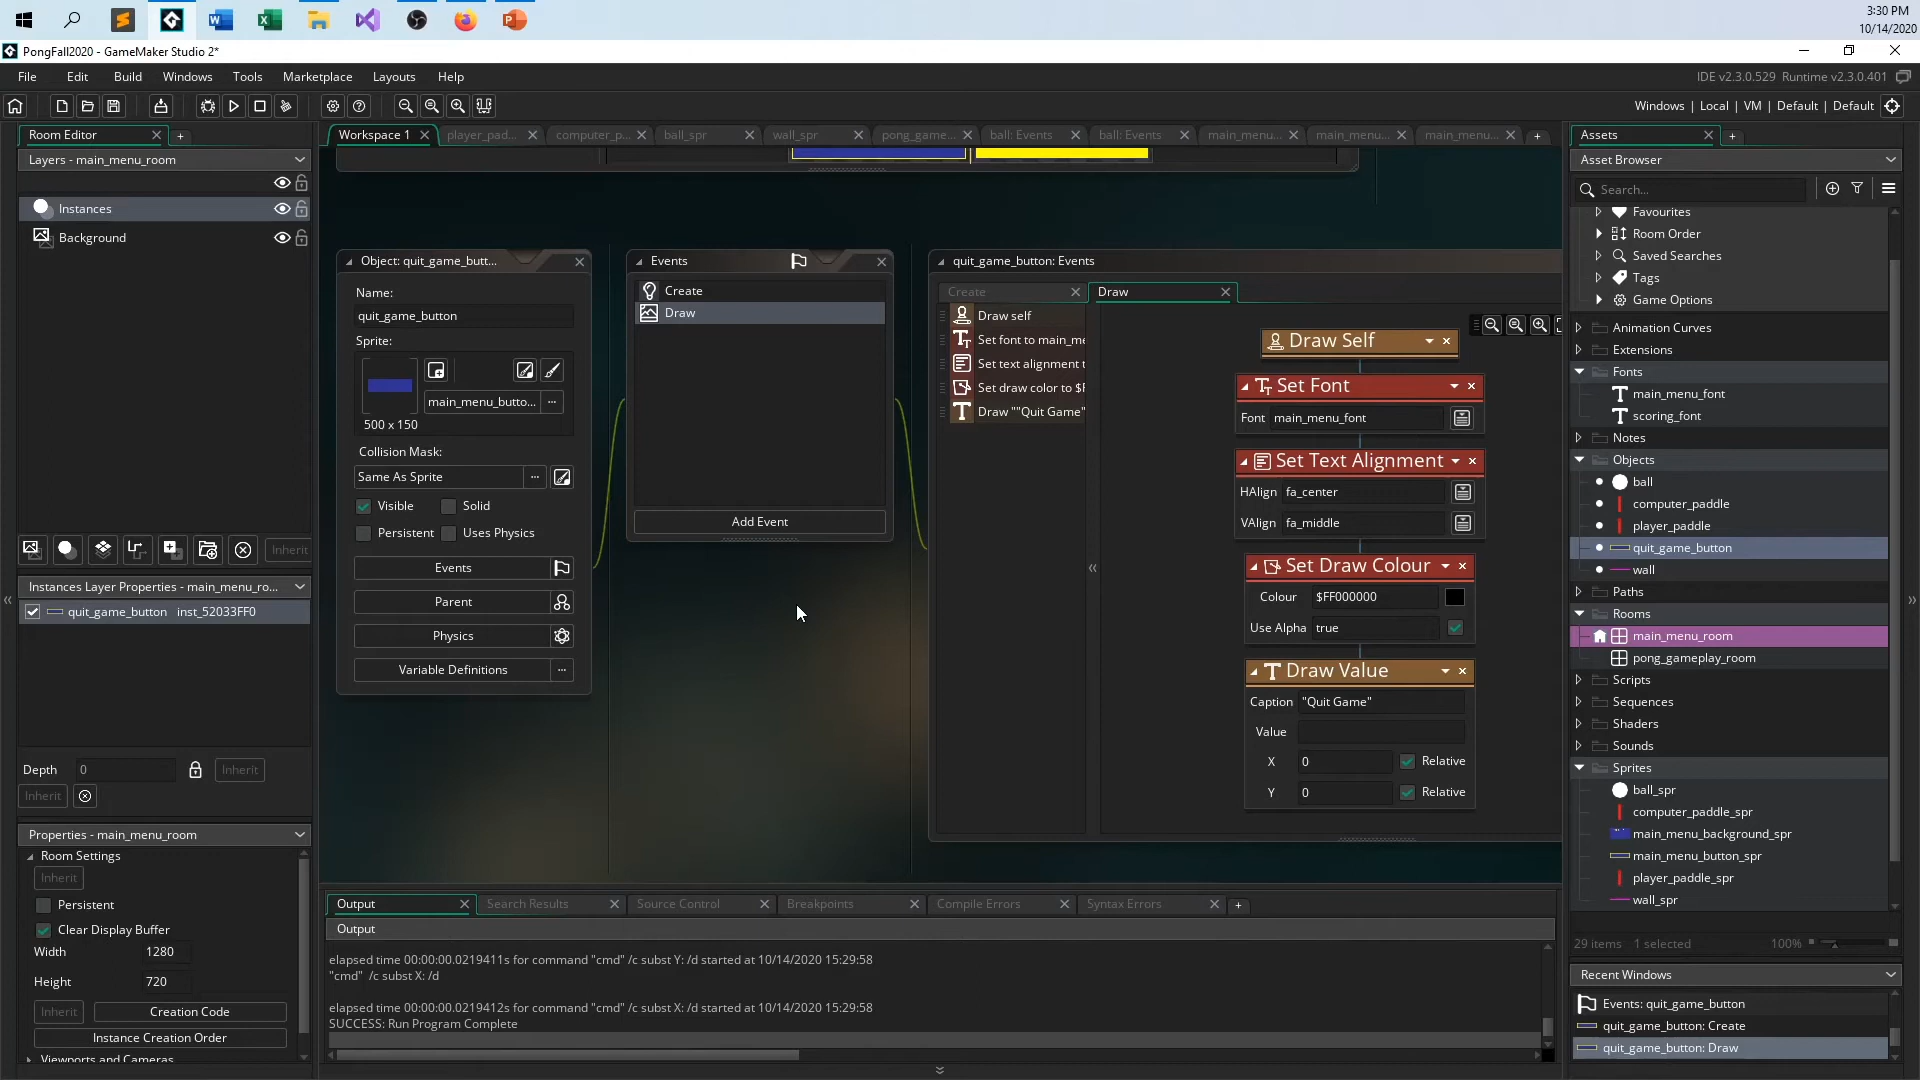 3:30 PM
10/14/2020
PongFall2020 - GameMaker Studio 2*
File Edit Build Windows Tools Marketplace Layouts Help
IDE v2.3.0.529 Runtime v2.3.0.401
Windows | Local | VM | Default | Default
Room Editor
Layers - main_menu_room
Instances
Background
Inherit
Instances Layer Properties - main_menu_ro...
quit_game_button inst_52033FF0
Depth 0 Inherit
Inherit
Properties - main_menu_room
Room Settings
Inherit
Persistent
Clear Display Buffer
Width 1280
Height 720
Inherit Creation Code
Instance Creation Order
Viewports and Cameras
Workspace 1 player_pad... computer_p... ball_spr wall_spr pong_game... ball: Events ball: Events main_menu... main_menu... main_menu...
Object: quit_game_butt...
Name:
quit_game_button
Sprite:
main_menu_butto...
500 x 150
Collision Mask:
Same As Sprite
Visible Solid
Persistent Uses Physics
Events
Parent
Physics
Variable Definitions
Events
Create
Draw
Add Event
quit_game_button: Events
Create Draw
Draw self
Set font to main_me
Set text alignment t
Set draw color to $F
Draw ""Quit Game"
Draw Self
Set Font
Font main_menu_font
Set Text Alignment
HAlign fa_center
VAlign fa_middle
Set Draw Colour
Colour $FF000000
Use Alpha true
Draw Value
Caption "Quit Game"
Value
X 0 Relative
Y 0 Relative
Output Search Results Source Control Breakpoints Compile Errors Syntax Errors
Output
elapsed time 00:00:00.0219411s for command "cmd" /c subst Y: /d started at 10/14/2020 15:29:58
"cmd" /c subst X: /d
elapsed time 00:00:00.0219412s for command "cmd" /c subst X: /d started at 10/14/2020 15:29:58
SUCCESS: Run Program Complete
Assets
Asset Browser
Search...
Favourites
Room Order
Saved Searches
Tags
Game Options
Animation Curves
Extensions
Fonts
main_menu_font
scoring_font
Notes
Objects
ball
computer_paddle
player_paddle
quit_game_button
wall
Paths
Rooms
main_menu_room
pong_gameplay_room
Scripts
Sequences
Shaders
Sounds
Sprites
ball_spr
computer_paddle_spr
main_menu_background_spr
main_menu_button_spr
player_paddle_spr
wall_spr
29 items 1 selected 100%
Recent Windows
Events: quit_game_button
quit_game_button: Create
quit_game_button: Draw